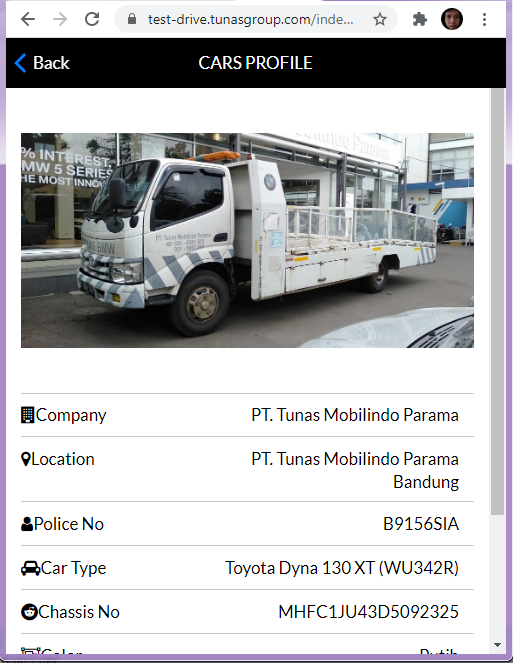 test-drive.tunasgroup.com/inde...
Back
CARS PROFILE
% INTEREST,
MW 5 SERIES
HE MOST INNOV
PT. Tunas Mobilindo Parama
BMW
Company PT. Tunas Mobilindo Parama
Location PT. Tunas Mobilindo Parama
Bandung
Police No B9156SIA
Car Type Toyota Dyna 130 XT (WU342R)
Chassis No MHFC1JU43D5092325
Color Putih